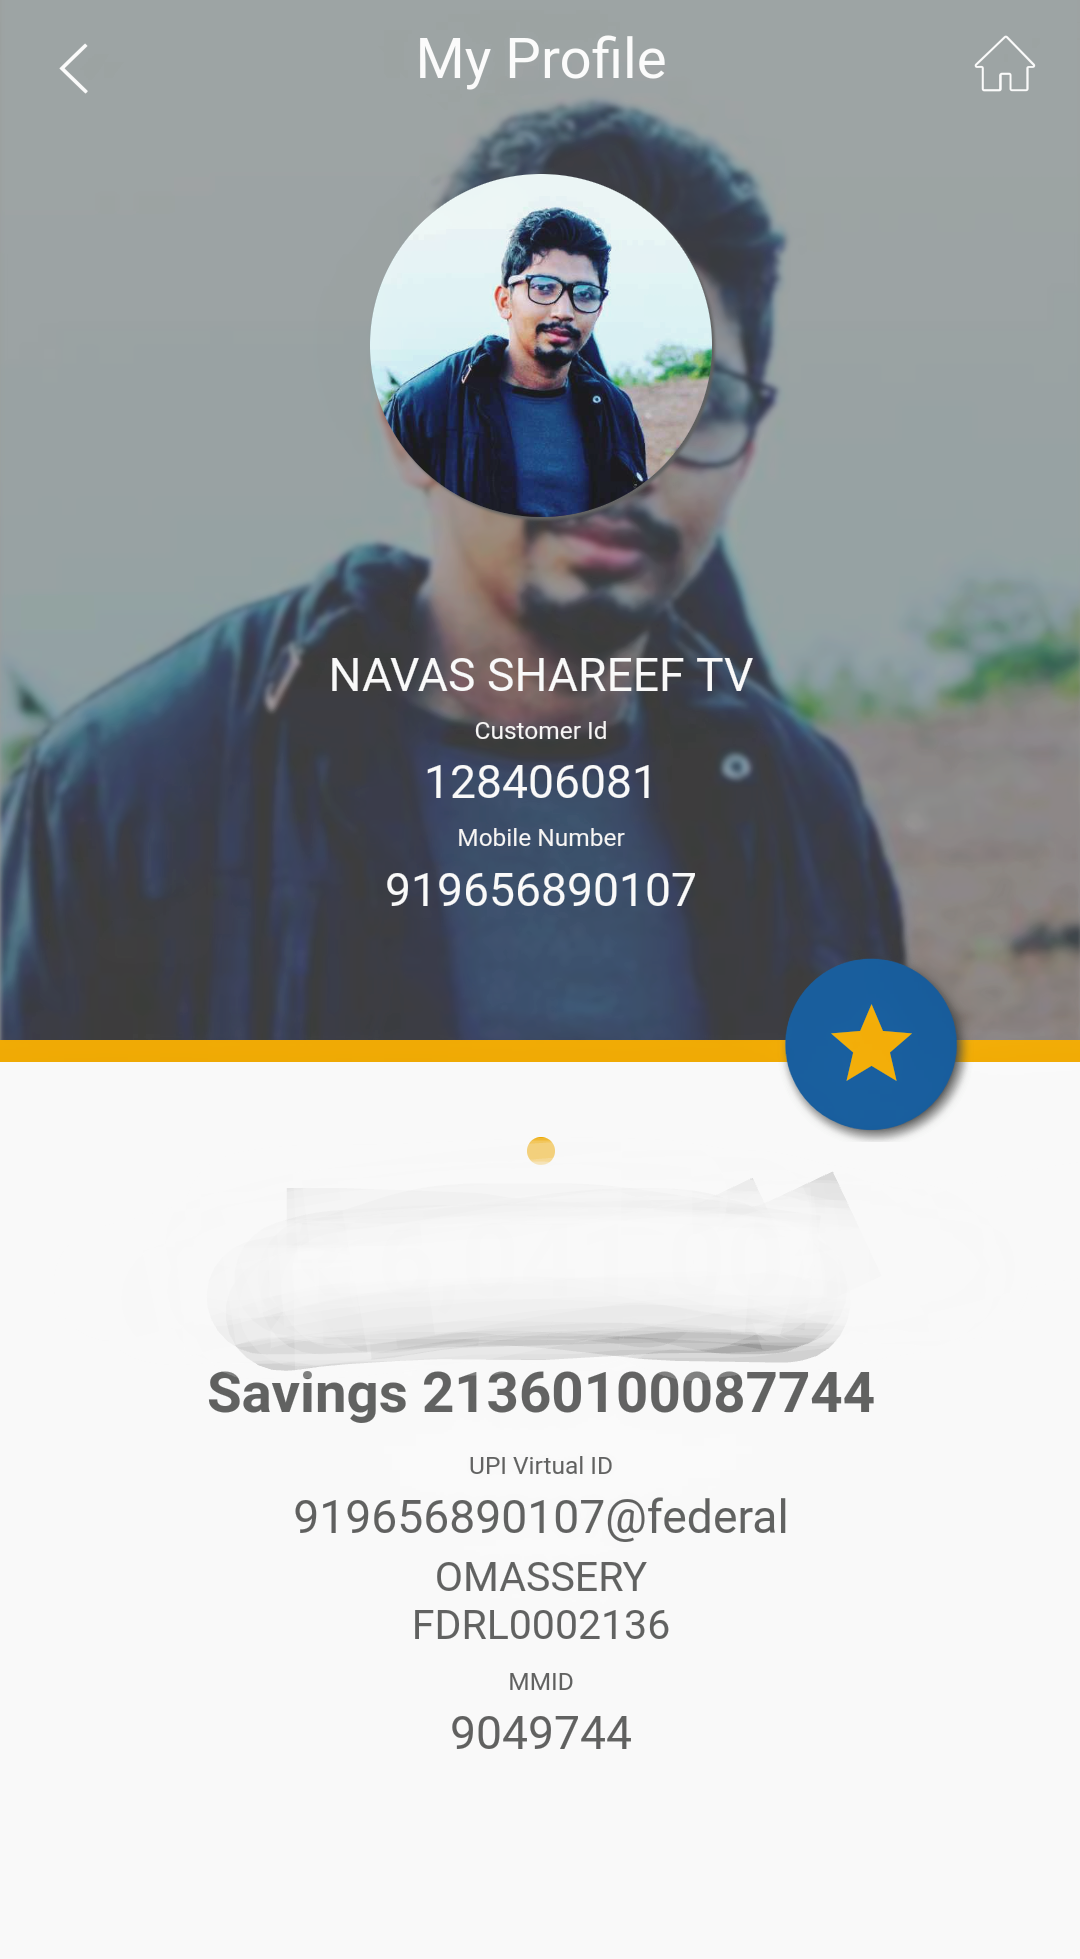 My Profile
NAVAS SHAREEF TV
Customer Id
128406081
Mobile Number
919656890107
Savings 21360100087744
UPI Virtual ID
919656890107@federal
OMASSERY
FDRL0002136
MMID
9049744